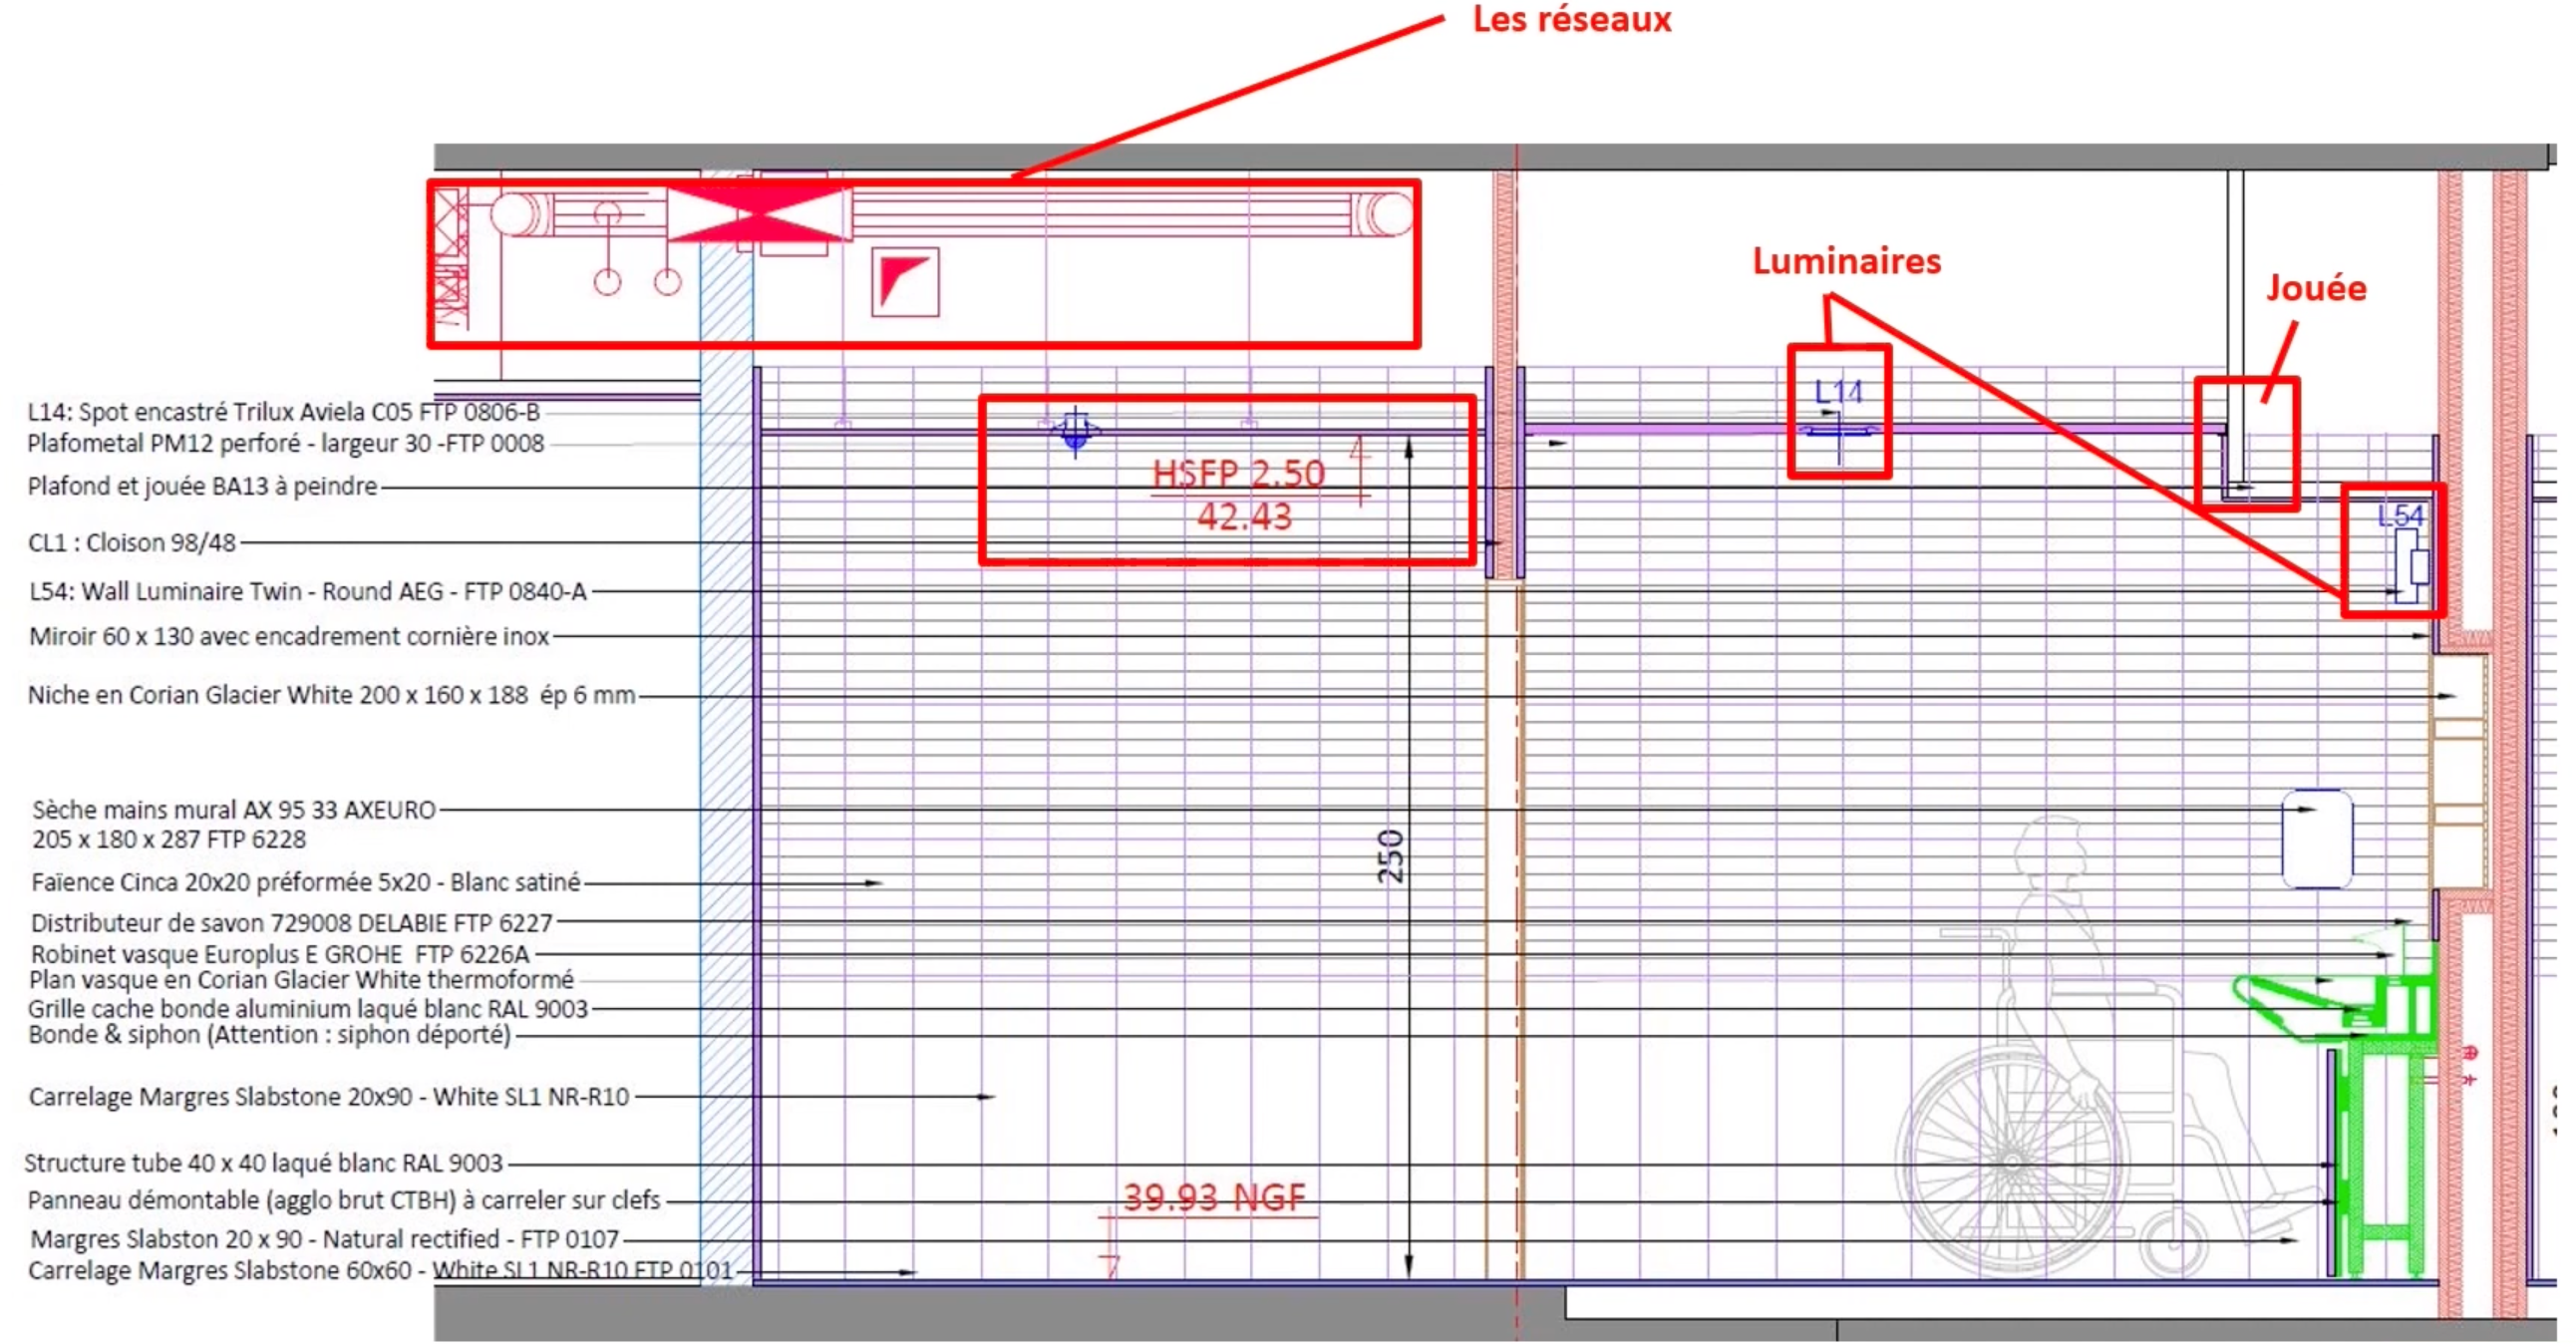 Les réseaux
Luminaires
Jouée
L14
L14: Spot encastré Trilux Aviela C05 FTP 0806-B
Plafometal PM12 perforé - largeur 30 -FTP 0008
HSFP 2.50
42.43
Plafond et jouée BA13 à peindre
L54
CL1 : Cloison 98/48
L54: Wall Luminaire Twin - Round AEG - FTP 0840-A
Miroir 60 x 130 avec encadrement cornière inox
Niche en Corian Glacier White 200 x 160 x 188 ép 6 mm
Sèche mains mural AX 95 33 AXEURO
205 x 180 x 287 FTP 6228
250
Faïence Cinca 20x20 préformée 5x20 - Blanc satiné
Distributeur de savon 729008 DELABIE FTP 6227
Robinet vasque Europlus E GROHE FTP 6226A
Plan vasque en Corian Glacier White thermoformé
Grille cache bonde aluminium laqué blanc RAL 9003
Bonde & siphon (Attention : siphon déporté)
Carrelage Margres Slabstone 20x90 - White SL1 NR-R10
Structure tube 40 x 40 laqué blanc RAL 9003
Panneau démontable (agglo brut CTBH) à carreler sur clefs
39.93 NGF
Margres Slabston 20 x 90 - Natural rectified - FTP 0107
Carrelage Margres Slabstone 60x60 - White SL1 NR-R10 FTP 0101